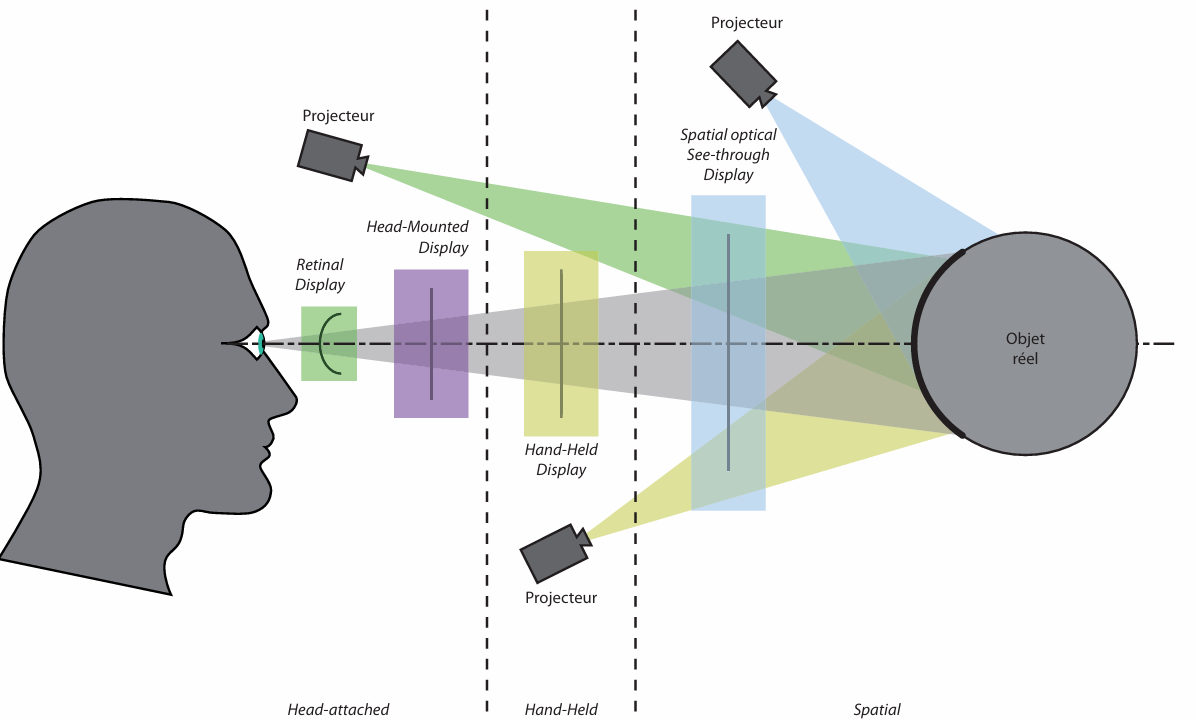 Projecteur
Projecteur
Spatial optical
See-through
Display
Head-Mounted
Display
Retinal
Display
Objet
réel
Hand-Held
Display
Projecteur
Head-attached
Hand-Held
Spatial